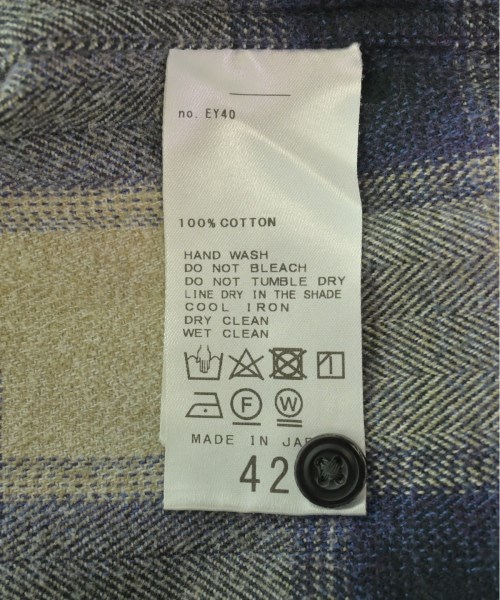 no. EY40
100% COTTON
HAND WASH
DO NOT BLEACH
DO NOT TUMBLE DRY
LINE DRY IN THE SHADE
COOL IRON
DRY CLEAN
WET CLEAN
F W
MADE IN
42